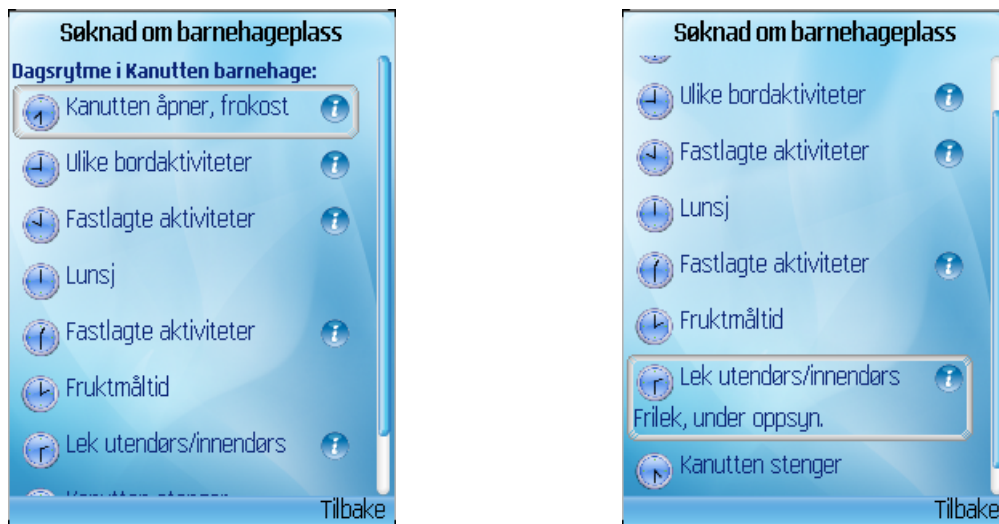 Søknad om barnehageplass
Dagsrytme i Kanutten barnehage:
Kanutten åpner, frokost
Ulike bordaktiviteter
Fastlagte aktiviteter
Lunsj
Fastlagte aktiviteter
Fruktmåltid
Lek utendørs/innendørs
Kanutten stenger
Tilbake
Søknad om barnehageplass
Ulike bordaktiviteter
Fastlagte aktiviteter
Lunsj
Fastlagte aktiviteter
Fruktmåltid
Lek utendørs/innendørs
Frilek, under oppsyn.
Kanutten stenger
Tilbake